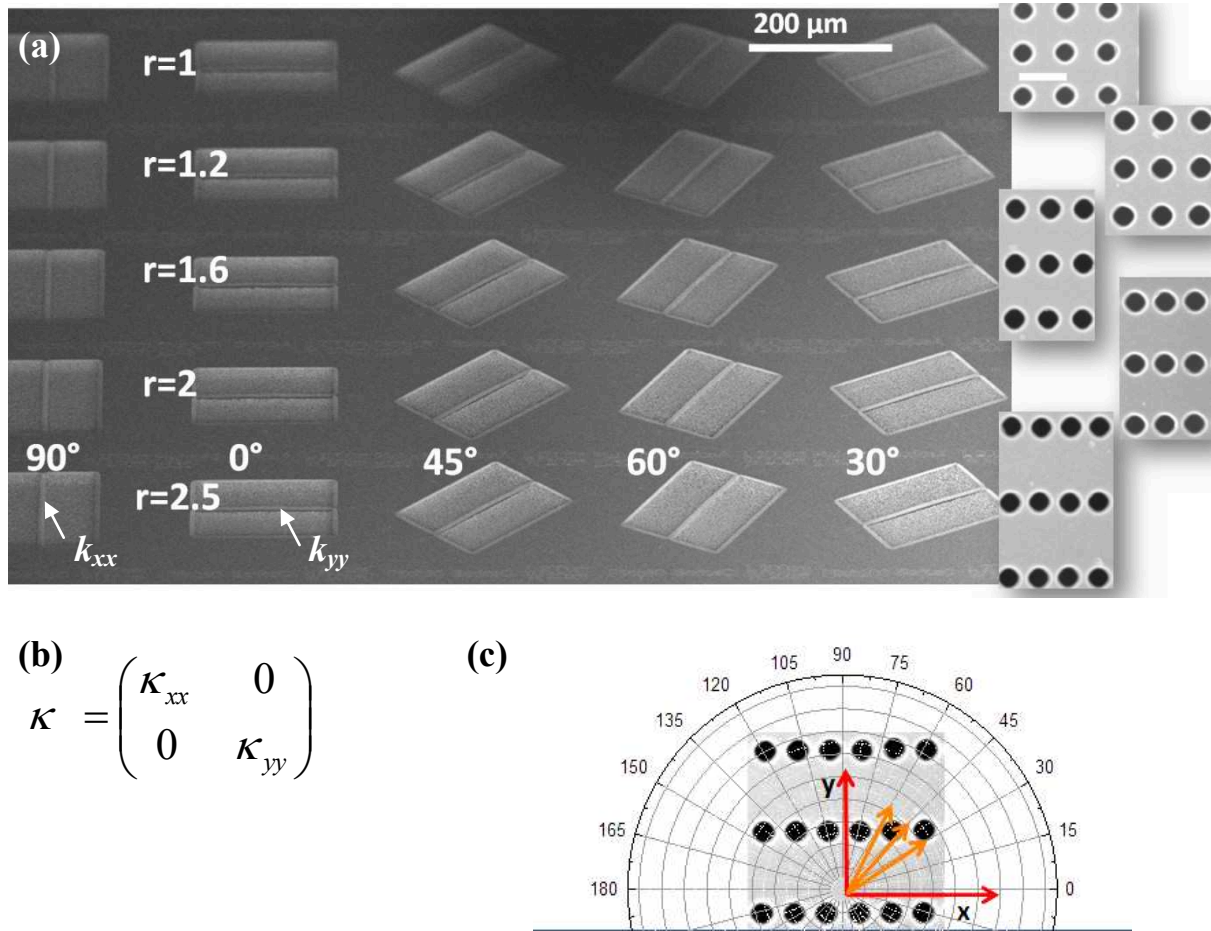 (a)
200 µm
r=1
r=1.2
r=1.6
r=2
90° 0° 45° 60° 30°
r=2.5
kxx kyy
(b)
κ = (κxx 0
0 κyy)
(c)
90
105 75
120 60
135 45
150 30
165 15
180 0
y
x